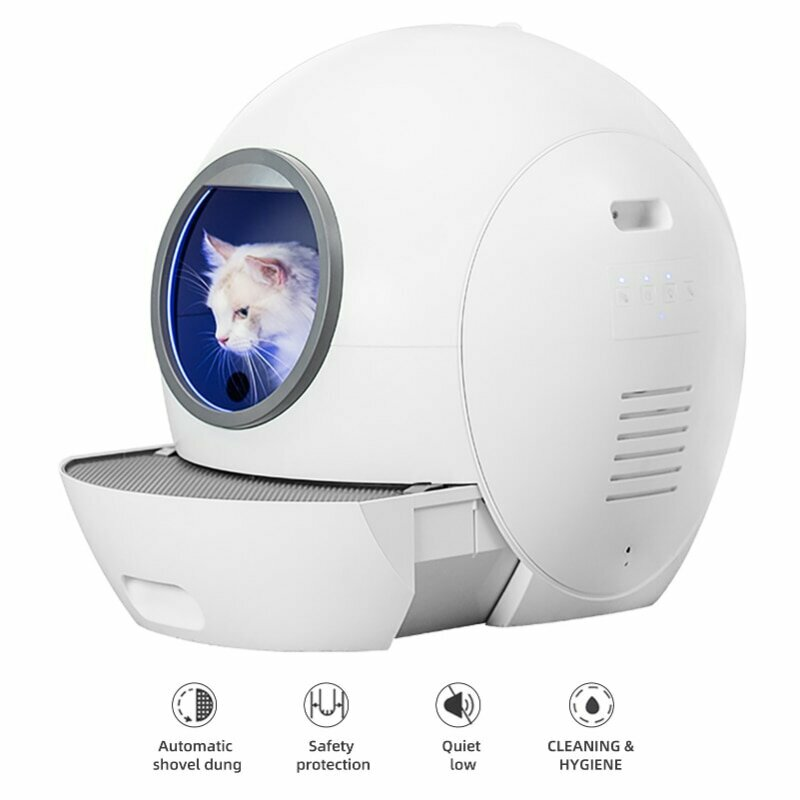 Automatic
shovel dung
Safety
protection
Quiet
low
CLEANING &
HYGIENE